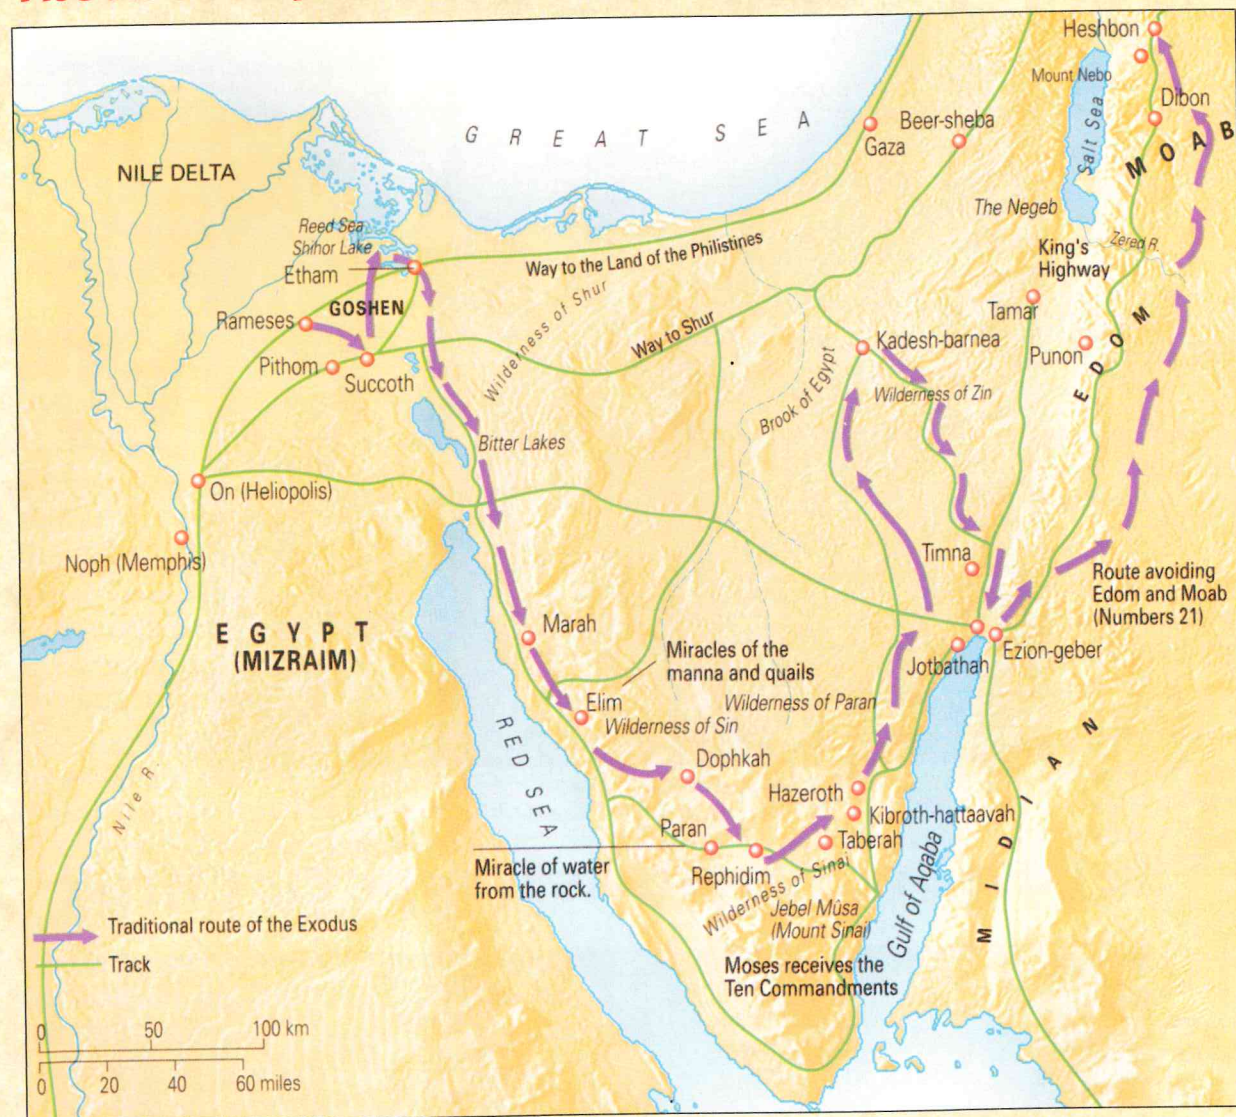 Heshbon
Mount Nebo
Dibon
Salt Sea
MOAB
GREAT SEA
Beer-sheba
Gaza
NILE DELTA
The Negeb
Reed Sea
Shihor Lake
Etham
Way to the Land of the Philistines
Zered R.
King's
Highway
GOSHEN
Rameses
Wilderness of Shur
Way to Shur
Tamar
Kadesh-barnea
Punon
EDOM
Pithom
Succoth
Brook of Egypt
Wilderness of Zin
Bitter Lakes
On (Heliopolis)
Noph (Memphis)
Timna
Route avoiding
Edom and Moab
(Numbers 21)
EGYPT
(MIZRAIM)
Marah
Miracles of the
manna and quails
Jotbathah
Ezion-geber
Elim
Wilderness of Sin
Wilderness of Paran
RED SEA
Dophkah
MIDIAN
Nile R.
Hazeroth
Kibroth-hattaavah
Paran
Taberah
Miracle of water
from the rock.
Rephidim
Wilderness of Sinai
Jebel Mûsa
(Mount Sinai)
Gulf of Aqaba
Traditional route of the Exodus
Track
Moses receives the
Ten Commandments
0 50 100 km
0 20 40 60 miles